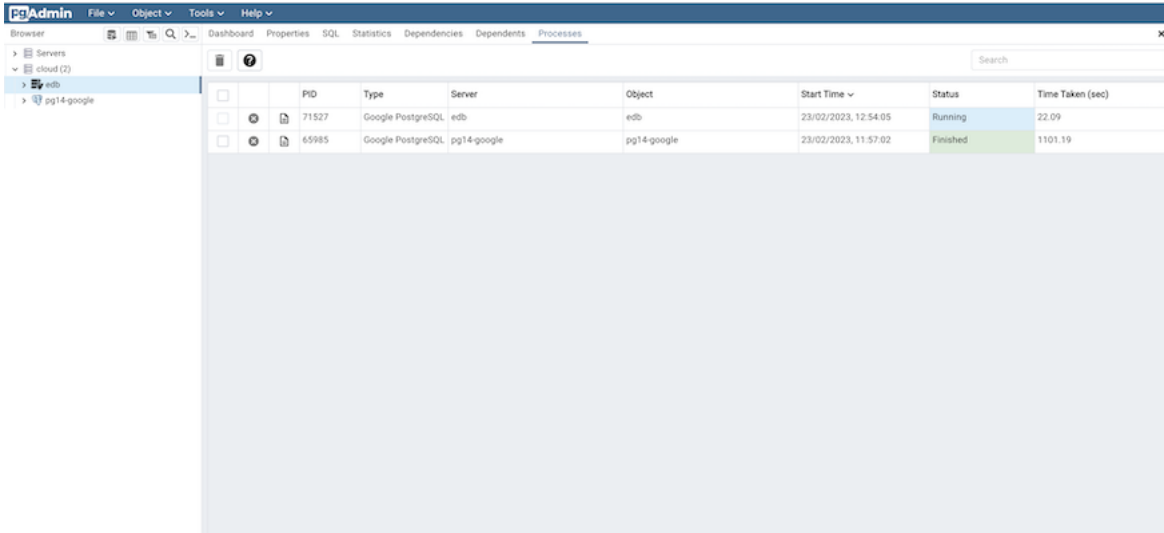 pgAdmin File Object Tools Help
Browser Dashboard Properties SQL Statistics Dependencies Dependents Processes
Servers
cloud (2)
edb
pg14-google
Search
PID Type Server Object Start Time Status Time Taken (sec)
71527 Google PostgreSQL edb edb 23/02/2023, 12:54:05 Running 22.09
65985 Google PostgreSQL pg14-google pg14-google 23/02/2023, 11:57:02 Finished 1101.19